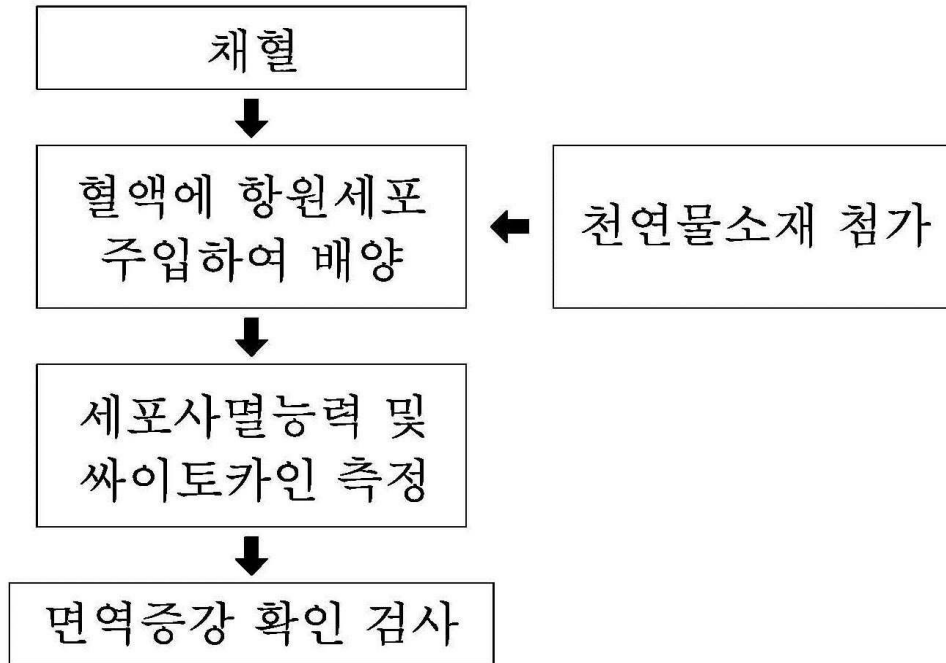 채혈
혈액에 항원세포
주입하여 배양
천연물소재 첨가
세포사멸능력 및
싸이토카인 측정
면역증강 확인 검사